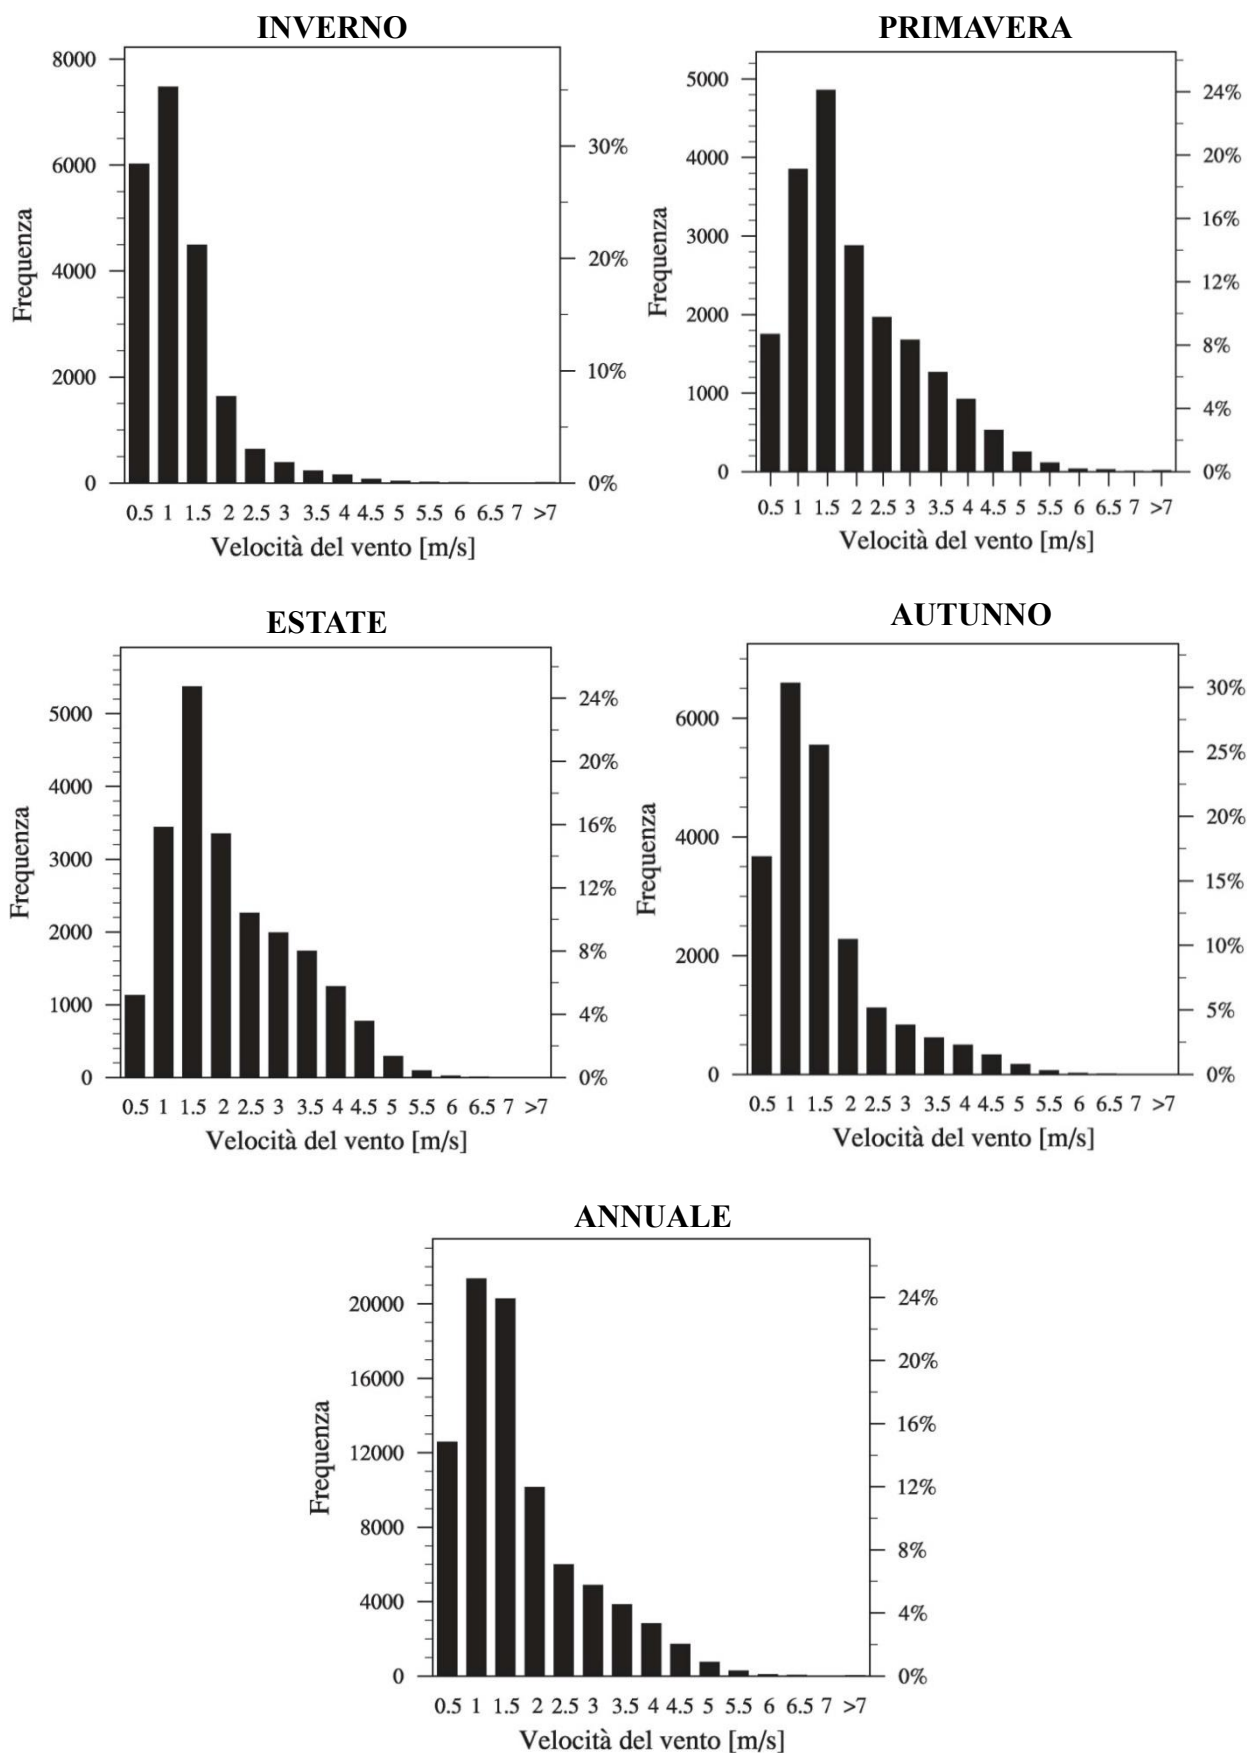 INVERNO
8000
6000
4000
2000
0
Frequenza
30%
20%
10%
0%
0.5 1 1.5 2 2.5 3 3.5 4 4.5 5 5.5 6 6.5 7 >7
Velocità del vento [m/s]
PRIMAVERA
5000
4000
3000
2000
1000
0
Frequenza
24%
20%
16%
12%
8%
4%
0%
0.5 1 1.5 2 2.5 3 3.5 4 4.5 5 5.5 6 6.5 7 >7
Velocità del vento [m/s]
ESTATE
5000
4000
3000
2000
1000
0
Frequenza
24%
20%
16%
12%
8%
4%
0%
0.5 1 1.5 2 2.5 3 3.5 4 4.5 5 5.5 6 6.5 7 >7
Velocità del vento [m/s]
AUTUNNO
6000
4000
2000
0
Frequenza
30%
25%
20%
15%
10%
5%
0%
0.5 1 1.5 2 2.5 3 3.5 4 4.5 5 5.5 6 6.5 7 >7
Velocità del vento [m/s]
ANNUALE
20000
16000
12000
8000
4000
0
Frequenza
24%
20%
16%
12%
8%
4%
0%
0.5 1 1.5 2 2.5 3 3.5 4 4.5 5 5.5 6 6.5 7 >7
Velocità del vento [m/s]